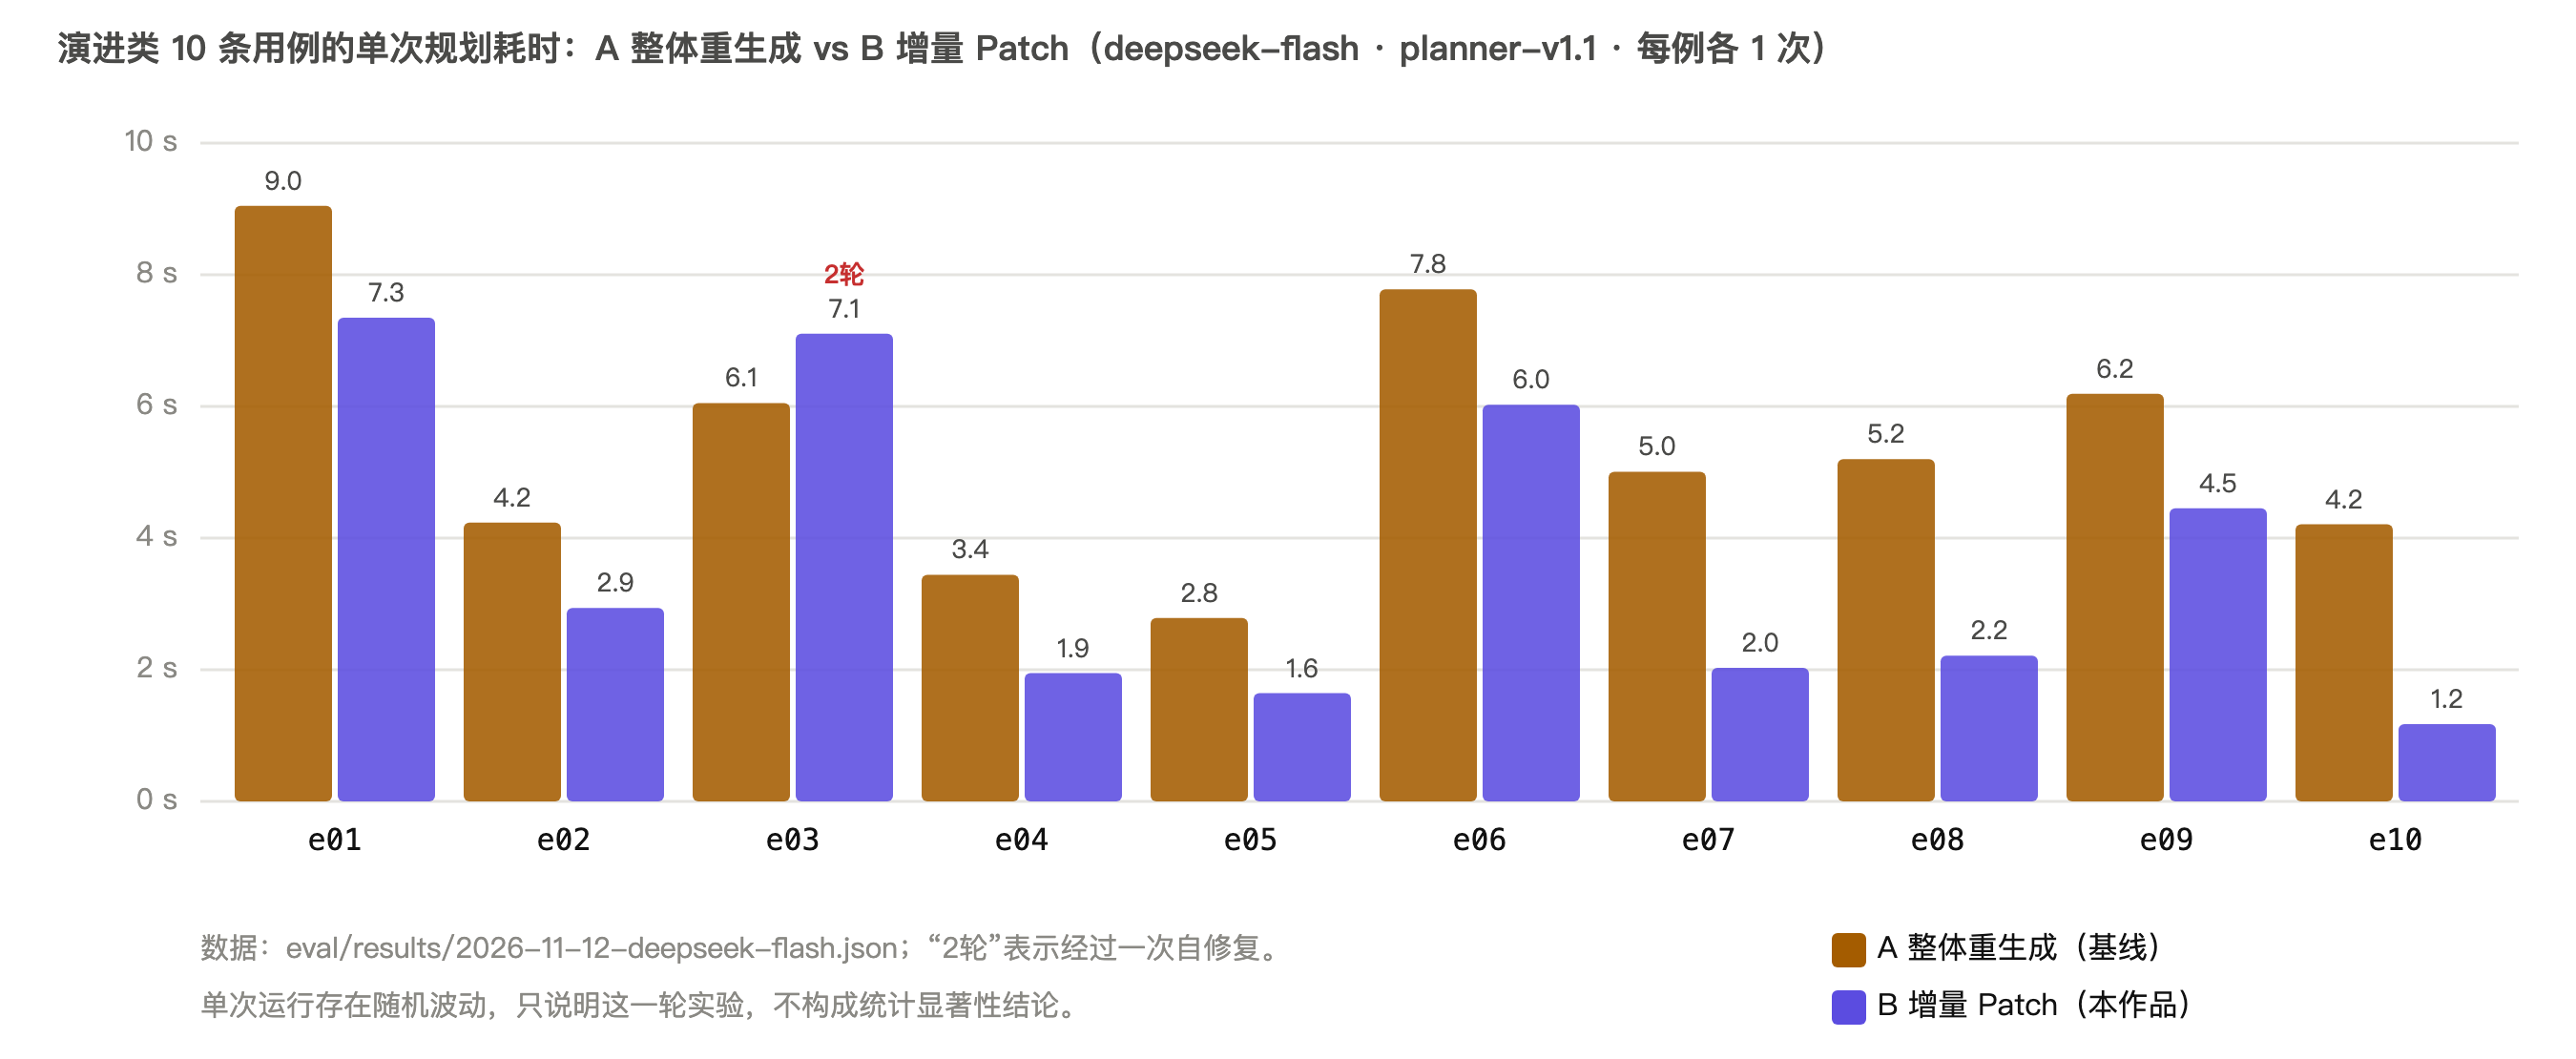 演进类 10 条用例的单次规划耗时：A 整体重生成 vs B 增量 Patch（deepseek-flash · planner-v1.1 · 每例各 1 次）
10 s
8 s
6 s
4 s
2 s
0 s
9.0
7.3
4.2
2.9
6.1
2轮
7.1
3.4
1.9
2.8
1.6
7.8
6.0
5.0
2.0
5.2
2.2
6.2
4.5
4.2
1.2
e01
e02
e03
e04
e05
e06
e07
e08
e09
e10
数据：eval/results/2026-11-12-deepseek-flash.json；“2轮”表示经过一次自修复。
单次运行存在随机波动，只说明这一轮实验，不构成统计显著性结论。
A 整体重生成（基线）
B 增量 Patch（本作品）